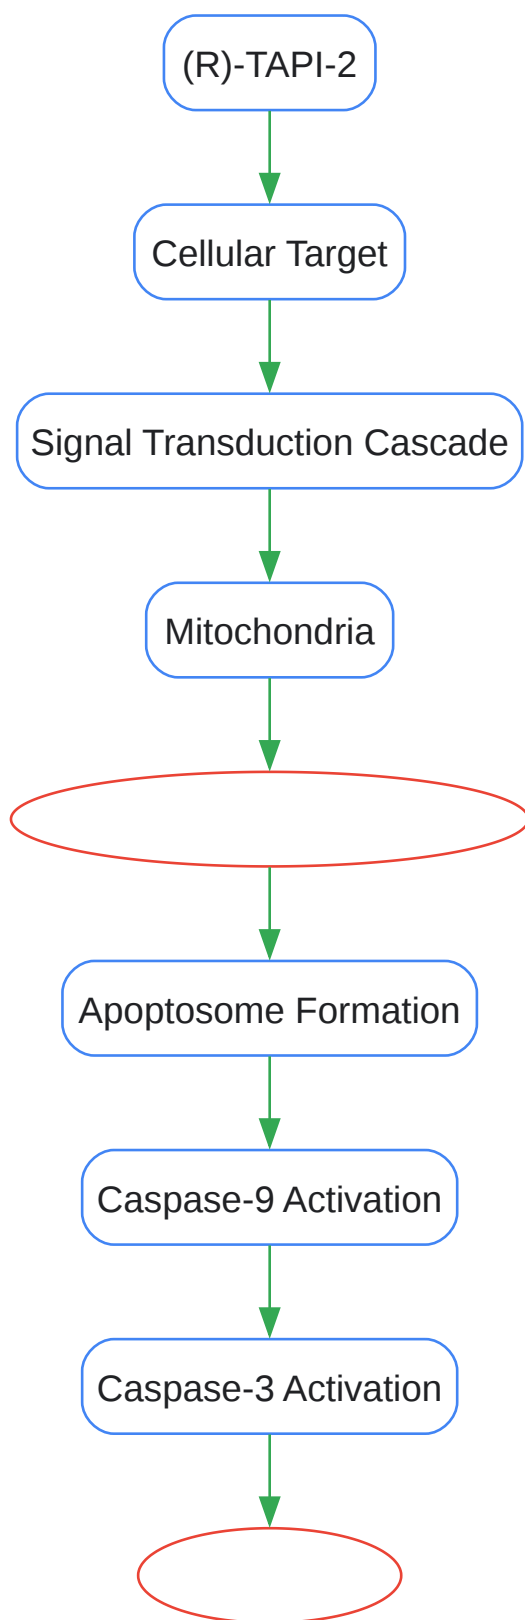 (R)-TAPI-2
Cellular Target
Signal Transduction Cascade
Mitochondria
Apoptosome Formation
Caspase-9 Activation
Caspase-3 Activation